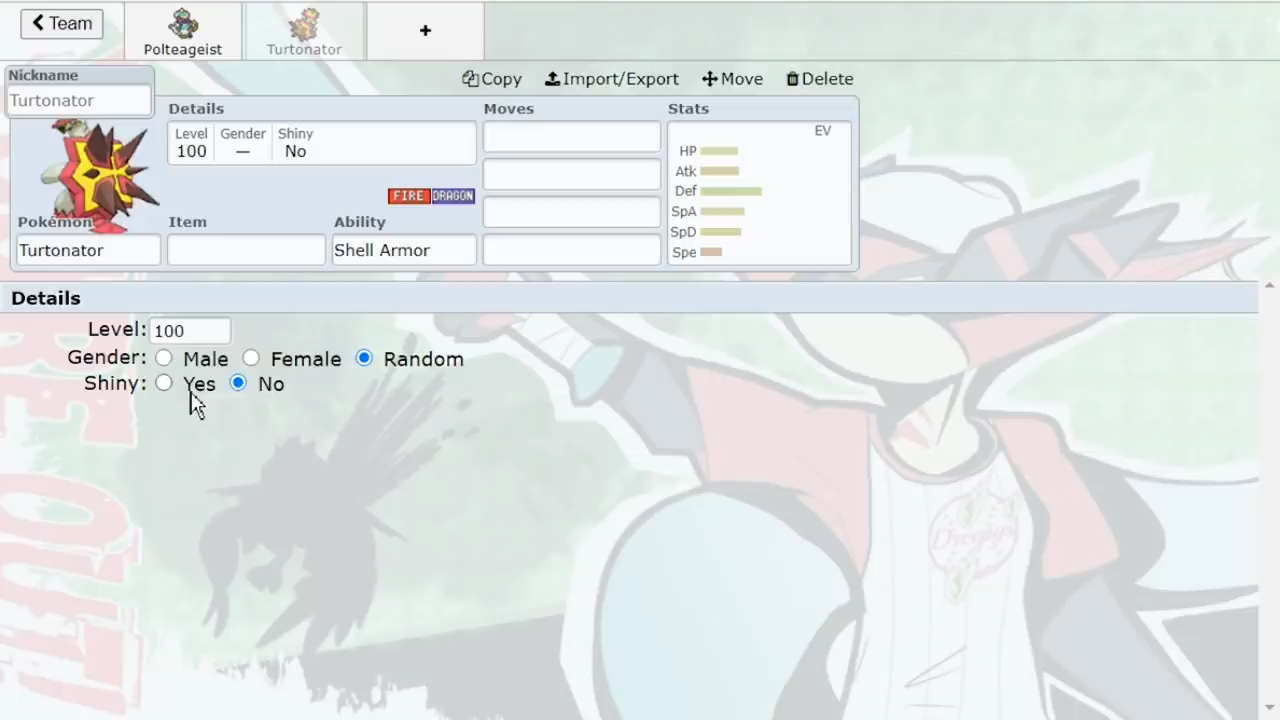 Team
Polteageist
Turtonator
+
Nickname
Turtonator
Copy
Import/Export
Move
Delete
Details
Level
100
Gender
—
Shiny
No
FIRE DRAGON
Pokémon
Turtonator
Item
Ability
Shell Armor
Moves
Stats
EV
HP
Atk
Def
SpA
SpD
Spe
Details
Level: 100
Gender: Male Female Random
Shiny: Yes No